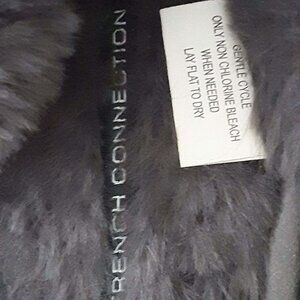 FRENCH CONNECTION
GENTLE CYCLE
ONLY NON CHLORINE BLEACH
WHEN NEEDED
LAY FLAT TO DRY